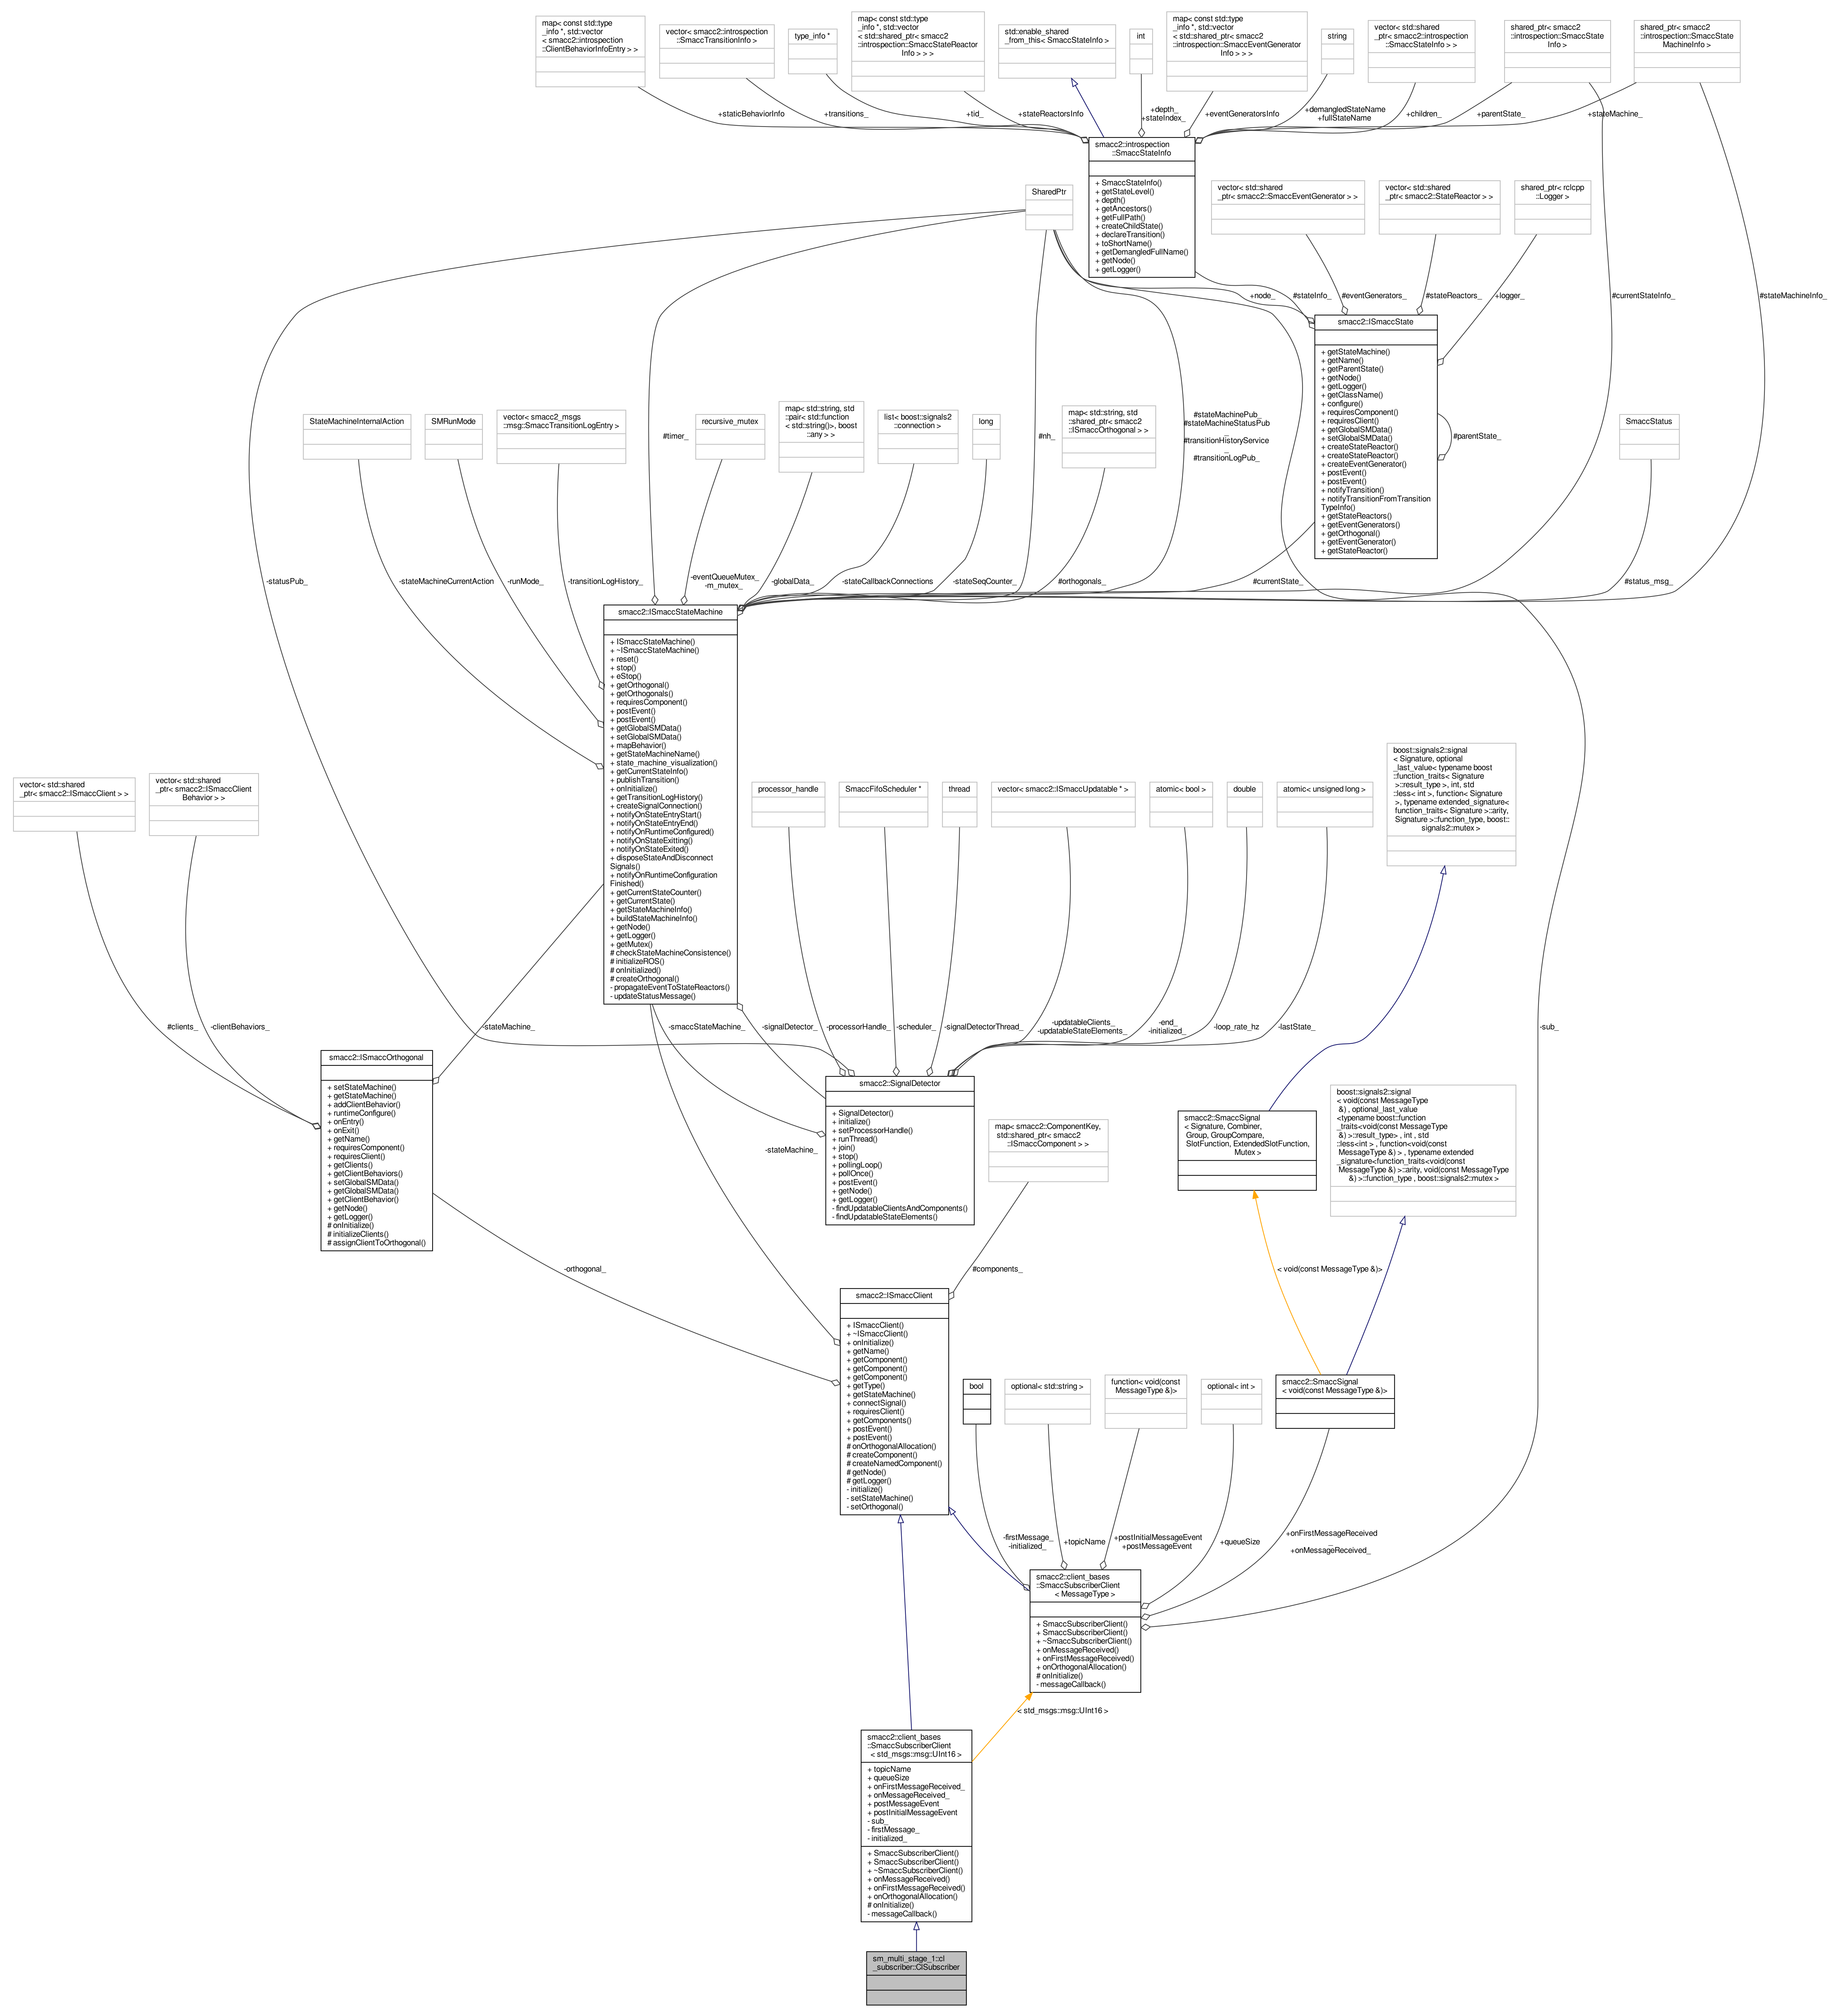 map< const std::type
_info *, std::vector
< smacc2::introspection
::ClientBehaviorInfoEntry > >
vector< smacc2::introspection
::SmaccTransitionInfo >
type_info *
map< const std::type
_info *, std::vector
< std::shared_ptr< smacc2
::introspection::SmaccStateReactor
Info > > >
std::enable_shared
_from_this< SmaccStateInfo >
int
map< const std::type
_info *, std::vector
< std::shared_ptr< smacc2
::introspection::SmaccEventGenerator
Info > > >
string
vector< std::shared
_ptr< smacc2::introspection
::SmaccStateInfo > >
shared_ptr< smacc2
::introspection::SmaccState
Info >
shared_ptr< smacc2
::introspection::SmaccState
MachineInfo >
+staticBehaviorInfo
+transitions_
+tid_
+stateReactorsInfo
+depth_
+stateIndex_
+eventGeneratorsInfo
+demangledStateName
+fullStateName
+children_
+parentState_
+stateMachine_
smacc2::introspection
::SmaccStateInfo
+ SmaccStateInfo()
+ getStateLevel()
+ depth()
+ getAncestors()
+ getFullPath()
+ createChildState()
+ declareTransition()
+ toShortName()
+ getDemangledFullName()
+ getNode()
+ getLogger()
SharedPtr
vector< std::shared
_ptr< smacc2::SmaccEventGenerator > >
vector< std::shared
_ptr< smacc2::StateReactor > >
shared_ptr< rclcpp
::Logger >
+node_
#stateInfo_
#eventGenerators_
#stateReactors_
+logger_
#currentStateInfo_
#stateMachineInfo_
smacc2::ISmaccState
+ getStateMachine()
+ getName()
+ getParentState()
+ getNode()
+ getLogger()
+ getClassName()
+ configure()
+ requiresComponent()
+ requiresClient()
+ getGlobalSMData()
+ setGlobalSMData()
+ createStateReactor()
+ createStateReactor()
+ createEventGenerator()
+ postEvent()
+ postEvent()
+ notifyTransition()
+ notifyTransitionFromTransition
TypeInfo()
+ getStateReactors()
+ getEventGenerators()
+ getOrthogonal()
+ getEventGenerator()
+ getStateReactor()
#parentState_
StateMachineInternalAction
SMRunMode
vector< smacc2_msgs
::msg::SmaccTransitionLogEntry >
#timer_
recursive_mutex
map< std::string, std
::pair< std::function
< std::string()>, boost
::any > >
list< boost::signals2
::connection >
long
#nh_
map< std::string, std
::shared_ptr< smacc2
::ISmaccOrthogonal > >
#stateMachinePub_
#stateMachineStatusPub
_
#transitionHistoryService
_
#transitionLogPub_
SmaccStatus
-statusPub_
-stateMachineCurrentAction
-runMode_
-transitionLogHistory_
-eventQueueMutex_
-m_mutex_
-globalData_
-stateCallbackConnections
-stateSeqCounter_
#orthogonals_
#currentState_
#status_msg_
smacc2::ISmaccStateMachine
+ ISmaccStateMachine()
+ ~ISmaccStateMachine()
+ reset()
+ stop()
+ eStop()
+ getOrthogonal()
+ getOrthogonals()
+ requiresComponent()
+ postEvent()
+ postEvent()
+ getGlobalSMData()
+ setGlobalSMData()
+ mapBehavior()
+ getStateMachineName()
+ state_machine_visualization()
+ getCurrentStateInfo()
+ publishTransition()
+ onInitialize()
+ getTransitionLogHistory()
+ createSignalConnection()
+ notifyOnStateEntryStart()
+ notifyOnStateEntryEnd()
+ notifyOnRuntimeConfigured()
+ notifyOnStateExitting()
+ notifyOnStateExited()
+ disposeStateAndDisconnect
Signals()
+ notifyOnRuntimeConfiguration
Finished()
+ getCurrentStateCounter()
+ getCurrentState()
+ getStateMachineInfo()
+ buildStateMachineInfo()
+ getNode()
+ getLogger()
+ getMutex()
# checkStateMachineConsistence()
# initializeROS()
# onInitialized()
# createOrthogonal()
- propagateEventToStateReactors()
- updateStatusMessage()
vector< std::shared
_ptr< smacc2::ISmaccClient > >
vector< std::shared
_ptr< smacc2::ISmaccClient
Behavior > >
processor_handle
SmaccFifoScheduler *
thread
vector< smacc2::ISmaccUpdatable * >
atomic< bool >
double
atomic< unsigned long >
boost::signals2::signal
< Signature, optional
_last_value< typename boost
::function_traits< Signature
>::result_type >, int, std
::less< int >, function< Signature
>, typename extended_signature<
function_traits< Signature >::arity,
Signature >::function_type, boost::
signals2::mutex >
#clients_
-clientBehaviors_
-stateMachine_
-smaccStateMachine_
-signalDetector_
-processorHandle_
-scheduler_
-signalDetectorThread_
-updatableClients_
-updatableStateElements_
-end_
-initialized_
-loop_rate_hz
-lastState_
-sub_
smacc2::ISmaccOrthogonal
+ setStateMachine()
+ getStateMachine()
+ addClientBehavior()
+ runtimeConfigure()
+ onEntry()
+ onExit()
+ getName()
+ requiresComponent()
+ requiresClient()
+ getClients()
+ getClientBehaviors()
+ setGlobalSMData()
+ getGlobalSMData()
+ getClientBehavior()
+ getNode()
+ getLogger()
# onInitialize()
# initializeClients()
# assignClientToOrthogonal()
smacc2::SignalDetector
+ SignalDetector()
+ initialize()
+ setProcessorHandle()
+ runThread()
+ join()
+ stop()
+ pollingLoop()
+ pollOnce()
+ postEvent()
+ getNode()
+ getLogger()
- findUpdatableClientsAndComponents()
- findUpdatableStateElements()
-stateMachine_
map< smacc2::ComponentKey,
std::shared_ptr< smacc2
::ISmaccComponent > >
smacc2::SmaccSignal
< Signature, Combiner,
Group, GroupCompare,
SlotFunction, ExtendedSlotFunction,
Mutex >
boost::signals2::signal
< void(const MessageType
&) , optional_last_value
<typename boost::function
_traits<void(const MessageType
&) >::result_type> , int , std
::less<int > , function<void(const
MessageType &) > , typename extended
_signature<function_traits<void(const
MessageType &) >::arity, void(const MessageType
&) >::function_type , boost::signals2::mutex >
-orthogonal_
#components_
< void(const MessageType &)>
smacc2::ISmaccClient
+ ISmaccClient()
+ ~ISmaccClient()
+ onInitialize()
+ getName()
+ getComponent()
+ getComponent()
+ getComponent()
+ getType()
+ getStateMachine()
+ connectSignal()
+ requiresClient()
+ getComponents()
+ postEvent()
+ postEvent()
# onOrthogonalAllocation()
# createComponent()
# createNamedComponent()
# getNode()
# getLogger()
- initialize()
- setStateMachine()
- setOrthogonal()
bool
optional< std::string >
function< void(const
MessageType &)>
optional< int >
smacc2::SmaccSignal
< void(const MessageType &)>
-firstMessage_
-initialized_
+topicName
+postInitialMessageEvent
+postMessageEvent
+queueSize
+onFirstMessageReceived
_
+onMessageReceived_
smacc2::client_bases
::SmaccSubscriberClient
< MessageType >
+ SmaccSubscriberClient()
+ SmaccSubscriberClient()
+ ~SmaccSubscriberClient()
+ onMessageReceived()
+ onFirstMessageReceived()
+ onOrthogonalAllocation()
# onInitialize()
- messageCallback()
< std_msgs::msg::UInt16 >
smacc2::client_bases
::SmaccSubscriberClient
< std_msgs::msg::UInt16 >
+ topicName
+ queueSize
+ onFirstMessageReceived_
+ onMessageReceived_
+ postMessageEvent
+ postInitialMessageEvent
- sub_
- firstMessage_
- initialized_
+ SmaccSubscriberClient()
+ SmaccSubscriberClient()
+ ~SmaccSubscriberClient()
+ onMessageReceived()
+ onFirstMessageReceived()
+ onOrthogonalAllocation()
# onInitialize()
- messageCallback()
sm_multi_stage_1::cl
_subscriber::ClSubscriber